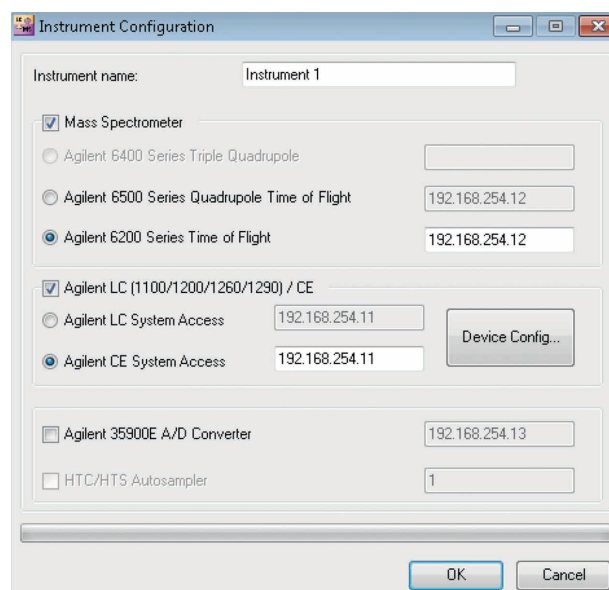 Instrument Configuration
Instrument name: Instrument 1
Mass Spectrometer
Agilent 6400 Series Triple Quadrupole
Agilent 6500 Series Quadrupole Time of Flight 192.168.254.12
Agilent 6200 Series Time of Flight 192.168.254.12
Agilent LC (1100/1200/1260/1290) / CE
Agilent LC System Access 192.168.254.11
Device Config...
Agilent CE System Access 192.168.254.11
Agilent 35900E A/D Converter 192.168.254.13
HTC/HTS Autosampler 1
OK Cancel